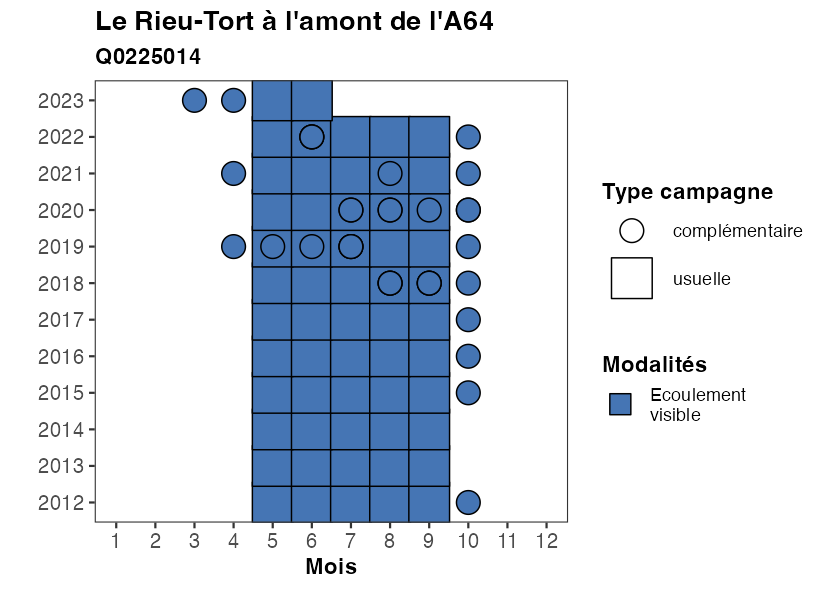 Le Rieu-Tort à l'amont de l'A64
Q0225014
2023
2022
2021
2020
2019
2018
2017
2016
2015
2014
2013
2012
1 2 3 4 5 6 7 8 9 10 11 12
Mois
Type campagne
complémentaire
usuelle
Modalités
Ecoulement
visible